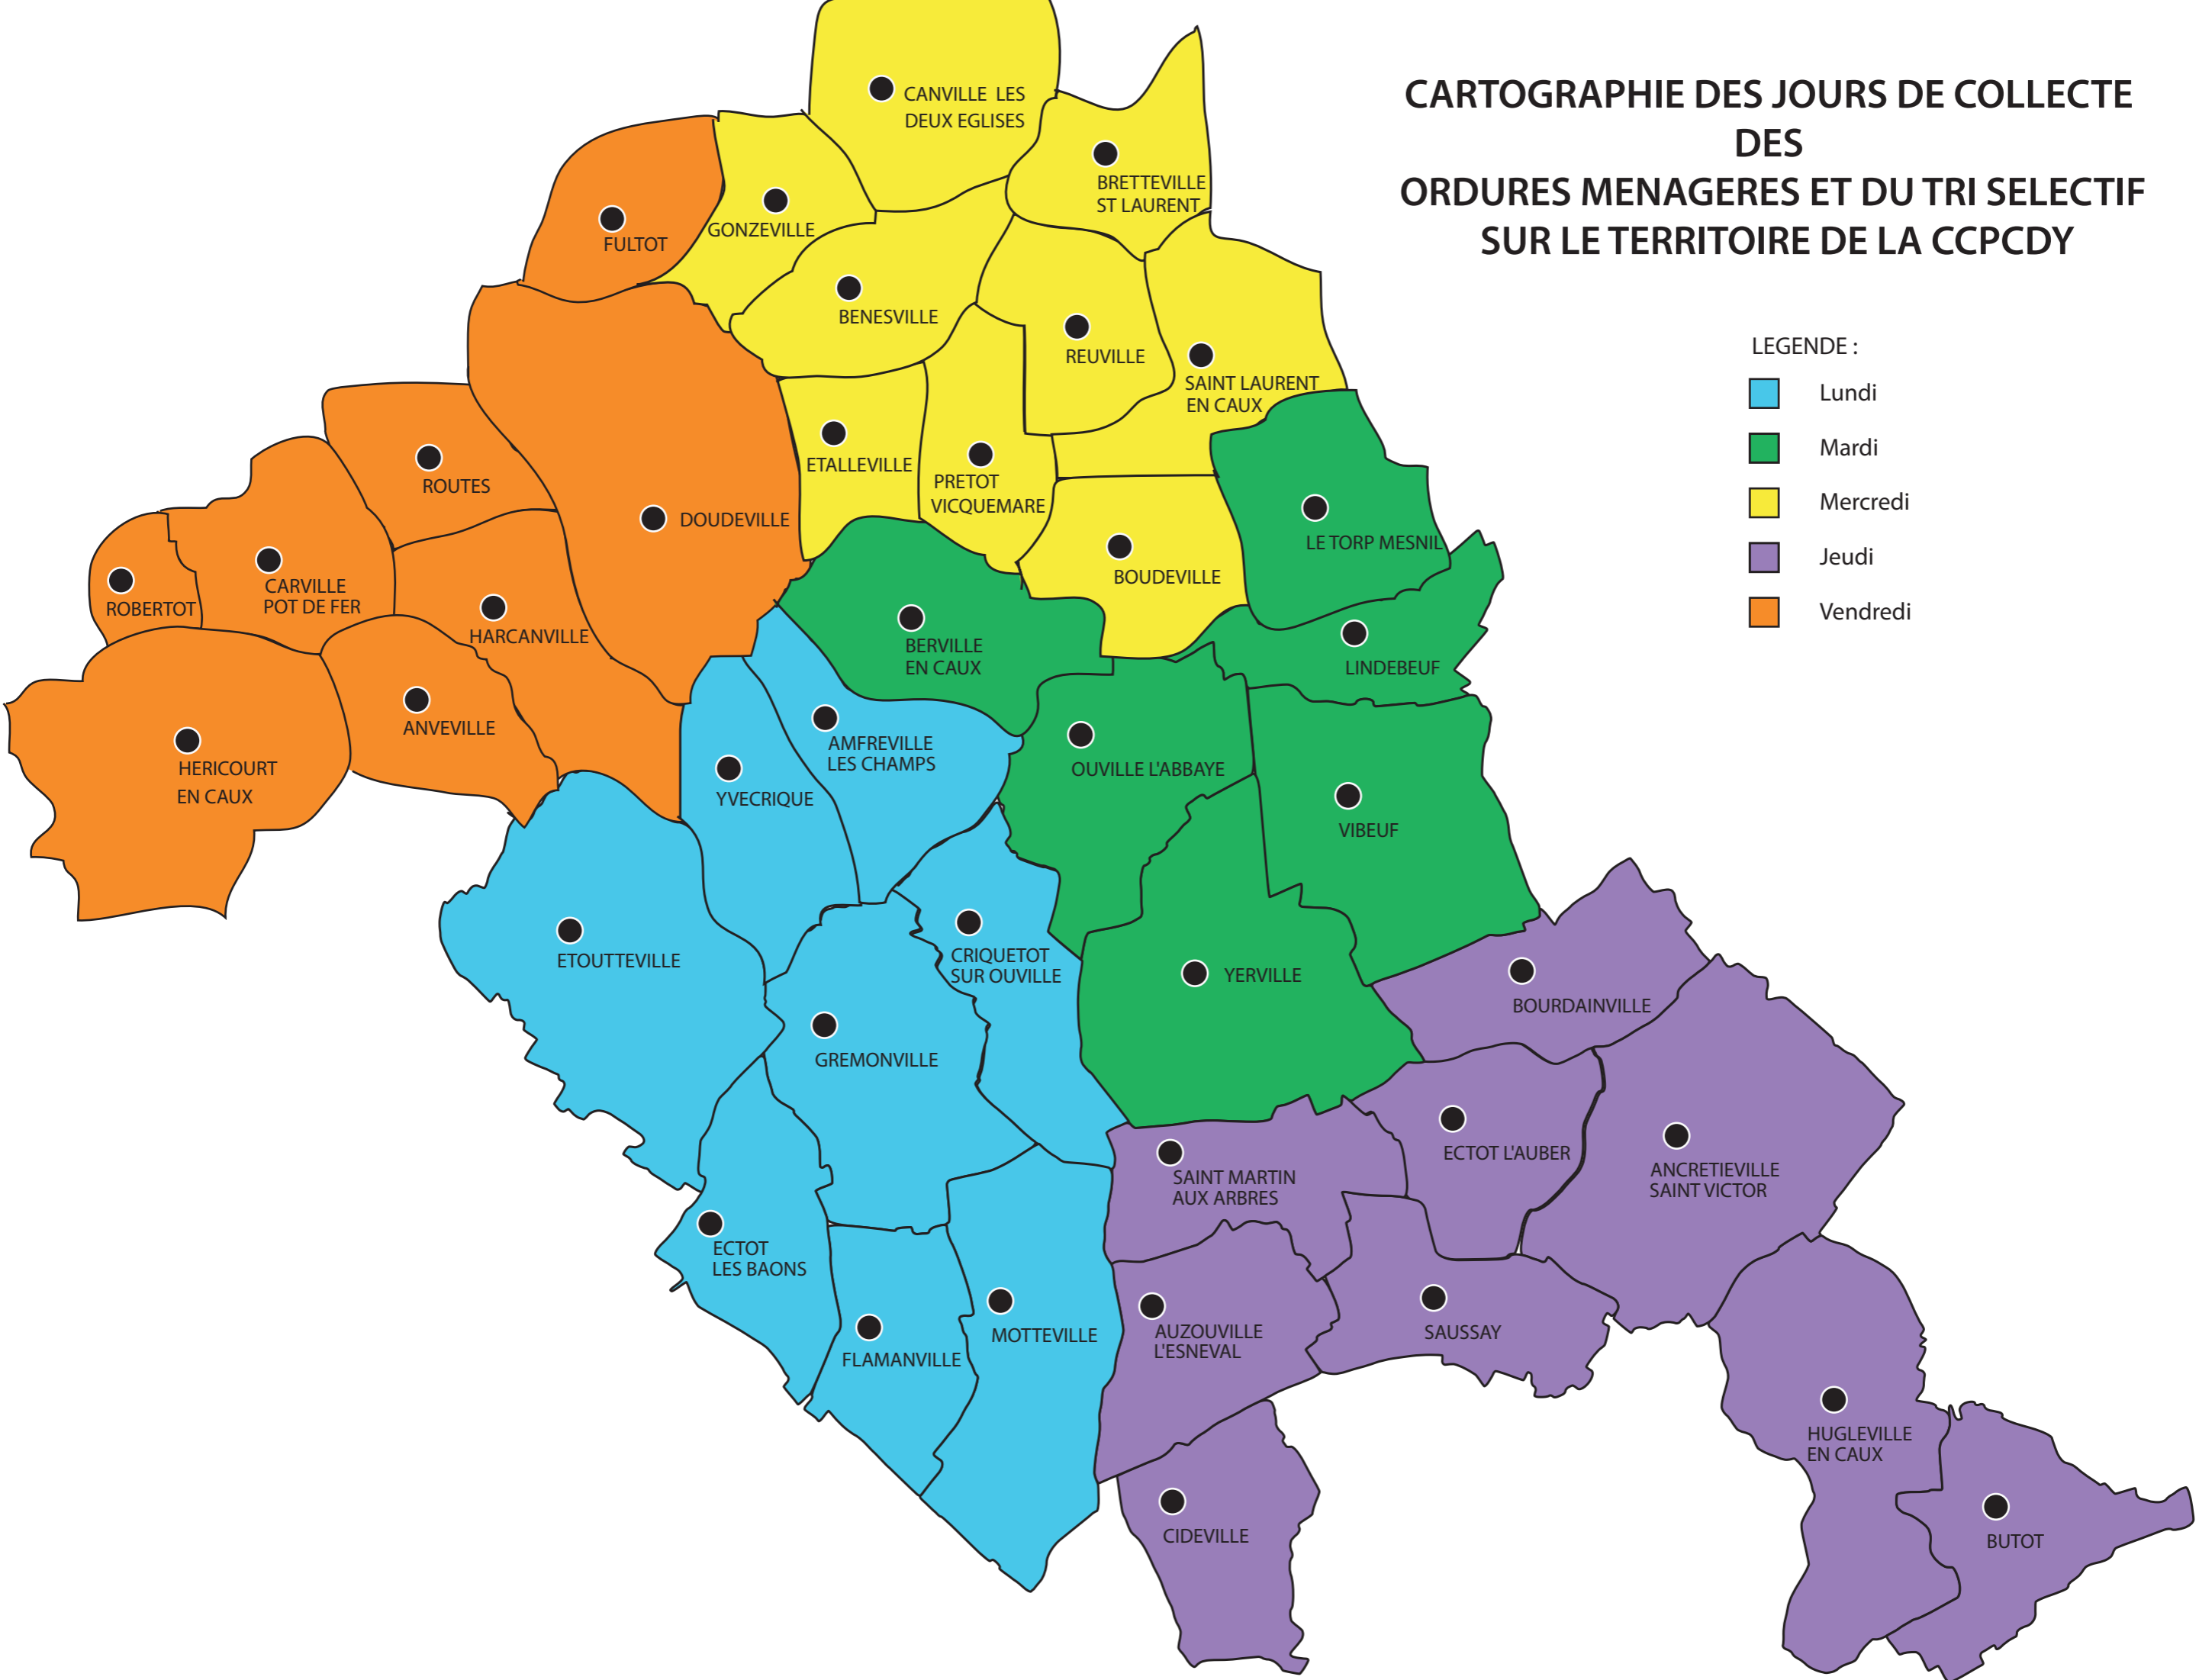 CARTOGRAPHIE DES JOURS DE COLLECTE
DES
ORDURES MENAGERES ET DU TRI SELECTIF
SUR LE TERRITOIRE DE LA CCPCDY
LEGENDE :
Lundi
Mardi
Mercredi
Jeudi
Vendredi
CANVILLE LES
DEUX EGLISES
BRETTEVILLE
ST LAURENT
GONZEVILLE
FULTOT
BENESVILLE
REUVILLE
SAINT LAURENT
EN CAUX
ETALLEVILLE
PRETOT
VICQUEMARE
ROUTES
DOUDEVILLE
LE TORP MESNIL
BOUDEVILLE
CARVILLE
POT DE FER
ROBERTOT
HARCANVILLE
BERVILLE
EN CAUX
LINDEBEUF
ANVEVILLE
AMFREVILLE
LES CHAMPS
HERICOURT
EN CAUX
OUVILLE L'ABBAYE
YVECRIQUE
VIBEUF
ETOUTTEVILLE
CRIQUETOT
SUR OUVILLE
YERVILLE
BOURDAINVILLE
GREMONVILLE
ECTOT L'AUBER
SAINT MARTIN
AUX ARBRES
ANCRETIEVILLE
SAINT VICTOR
ECTOT
LES BAONS
MOTTEVILLE
AUZOUVILLE
L'ESNEVAL
SAUSSAY
FLAMANVILLE
HUGLEVILLE
EN CAUX
CIDEVILLE
BUTOT